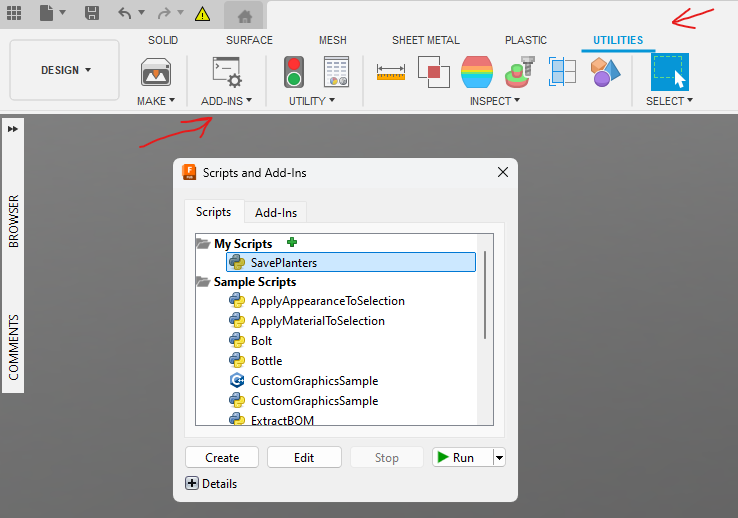 SOLID SURFACE MESH SHEET METAL PLASTIC UTILITIES
DESIGN
MAKE ADD-INS UTILITY INSPECT SELECT
BROWSER
COMMENTS
Scripts and Add-Ins
Scripts Add-Ins
My Scripts
SavePlanters
Sample Scripts
ApplyAppearanceToSelection
ApplyMaterialToSelection
Bolt
Bottle
CustomGraphicsSample
CustomGraphicsSample
ExtractBOM
Create Edit Stop Run
Details